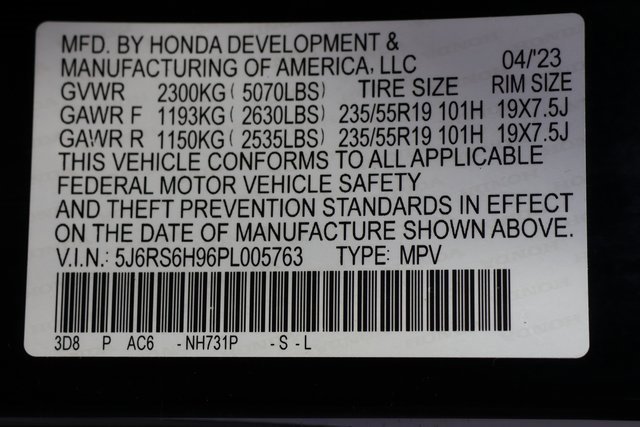 MFD. BY HONDA DEVELOPMENT &
MANUFACTURING OF AMERICA, LLC 04/'23
GVWR 2300KG ( 5070LBS) TIRE SIZE RIM SIZE
GAWR F 1193KG ( 2630LBS) 235/55R19 101H 19X7.5J
GAWR R 1150KG ( 2535LBS) 235/55R19 101H 19X7.5J
THIS VEHICLE CONFORMS TO ALL APPLICABLE
FEDERAL MOTOR VEHICLE SAFETY
AND THEFT PREVENTION STANDARDS IN EFFECT
ON THE DATE OF MANUFACTURE SHOWN ABOVE.
V.I.N.: 5J6RS6H96PL005763 TYPE: MPV
3D8 P AC6 - NH731P - S - L